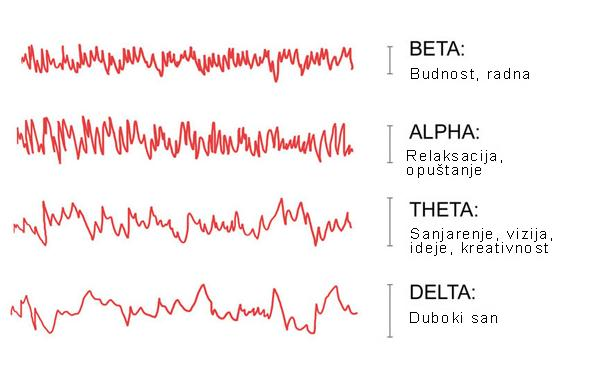 BETA:
Budnost, radna
ALPHA:
Relaksacija,
opuštanje
THETA:
Sanjarenje, vizija,
ideje, kreativnost
DELTA:
Duboki san